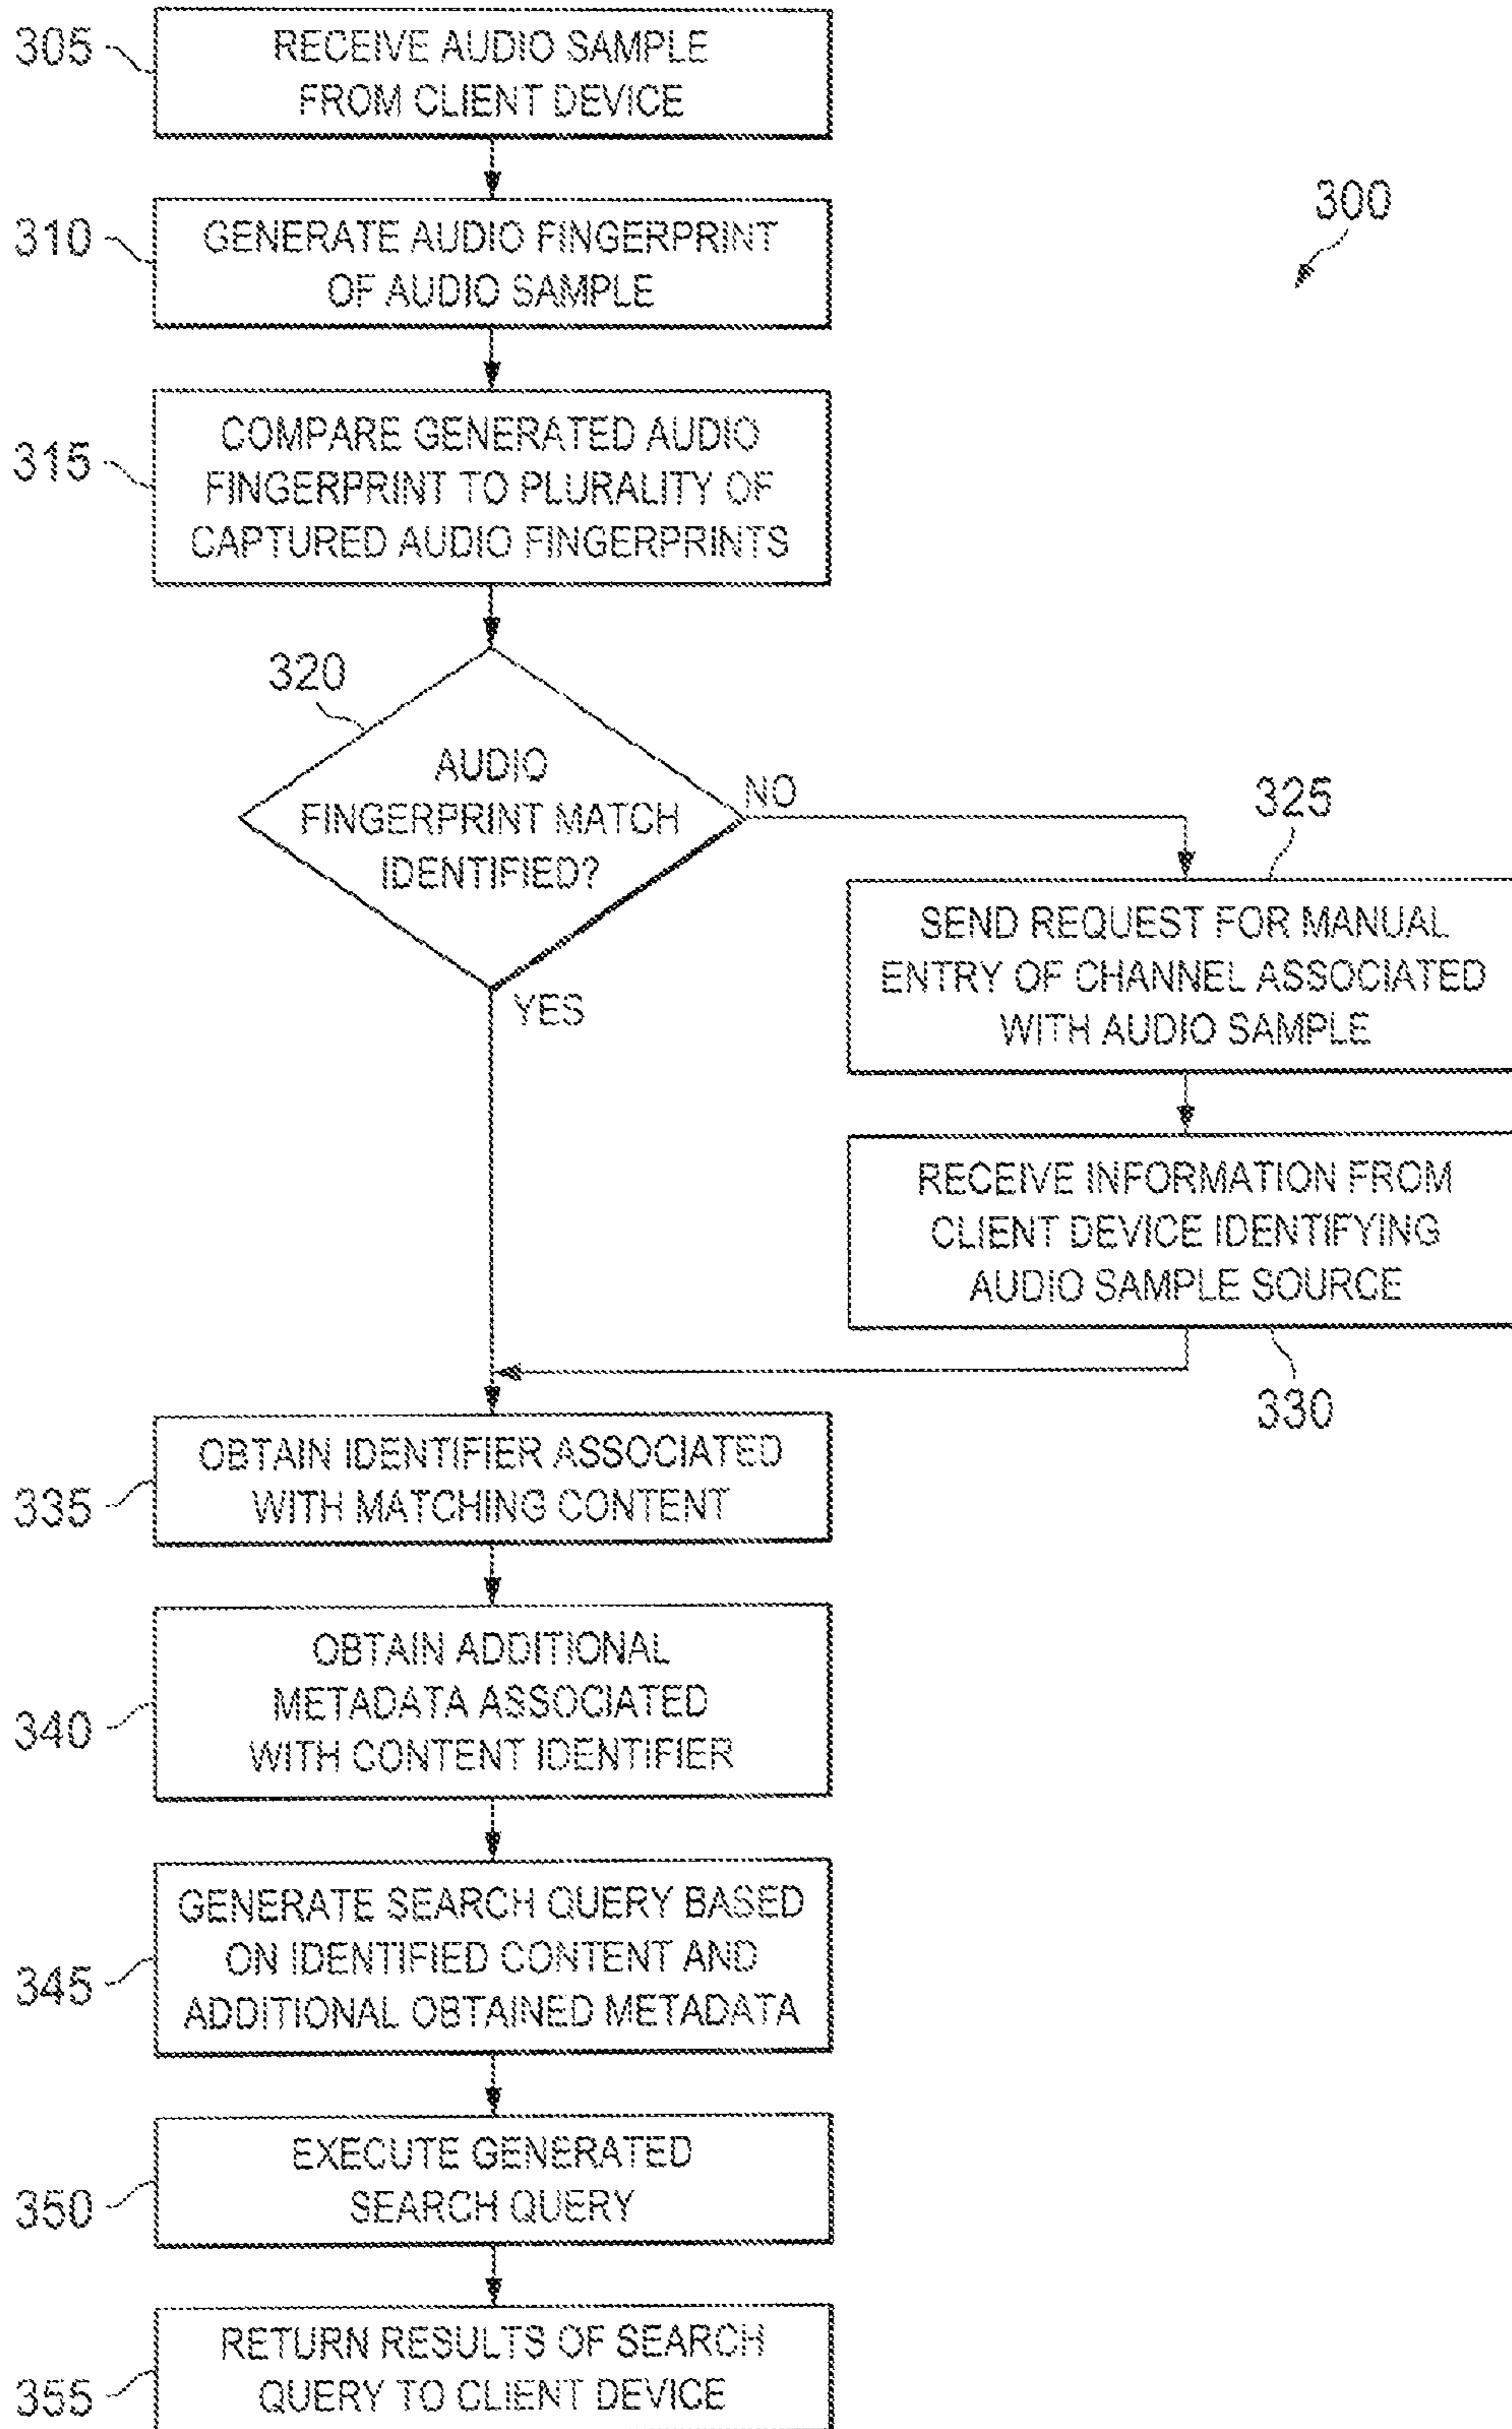 305
RECEIVE AUDIO SAMPLE
FROM CLIENT DEVICE
300
310
GENERATE AUDIO FINGERPRINT
OF AUDIO SAMPLE
315
COMPARE GENERATED AUDIO
FINGERPRINT TO PLURALITY OF
CAPTURED AUDIO FINGERPRINTS
320
AUDIO
FINGERPRINT MATCH
IDENTIFIED?
NO
YES
325
SEND REQUEST FOR MANUAL
ENTRY OF CHANNEL ASSOCIATED
WITH AUDIO SAMPLE
RECEIVE INFORMATION FROM
CLIENT DEVICE IDENTIFYING
AUDIO SAMPLE SOURCE
330
335
OBTAIN IDENTIFIER ASSOCIATED
WITH MATCHING CONTENT
340
OBTAIN ADDITIONAL
METADATA ASSOCIATED
WITH CONTENT IDENTIFIER
345
GENERATE SEARCH QUERY BASED
ON IDENTIFIED CONTENT AND
ADDITIONAL OBTAINED METADATA
350
EXECUTE GENERATED
SEARCH QUERY
355
RETURN RESULTS OF SEARCH
QUERY TO CLIENT DEVICE